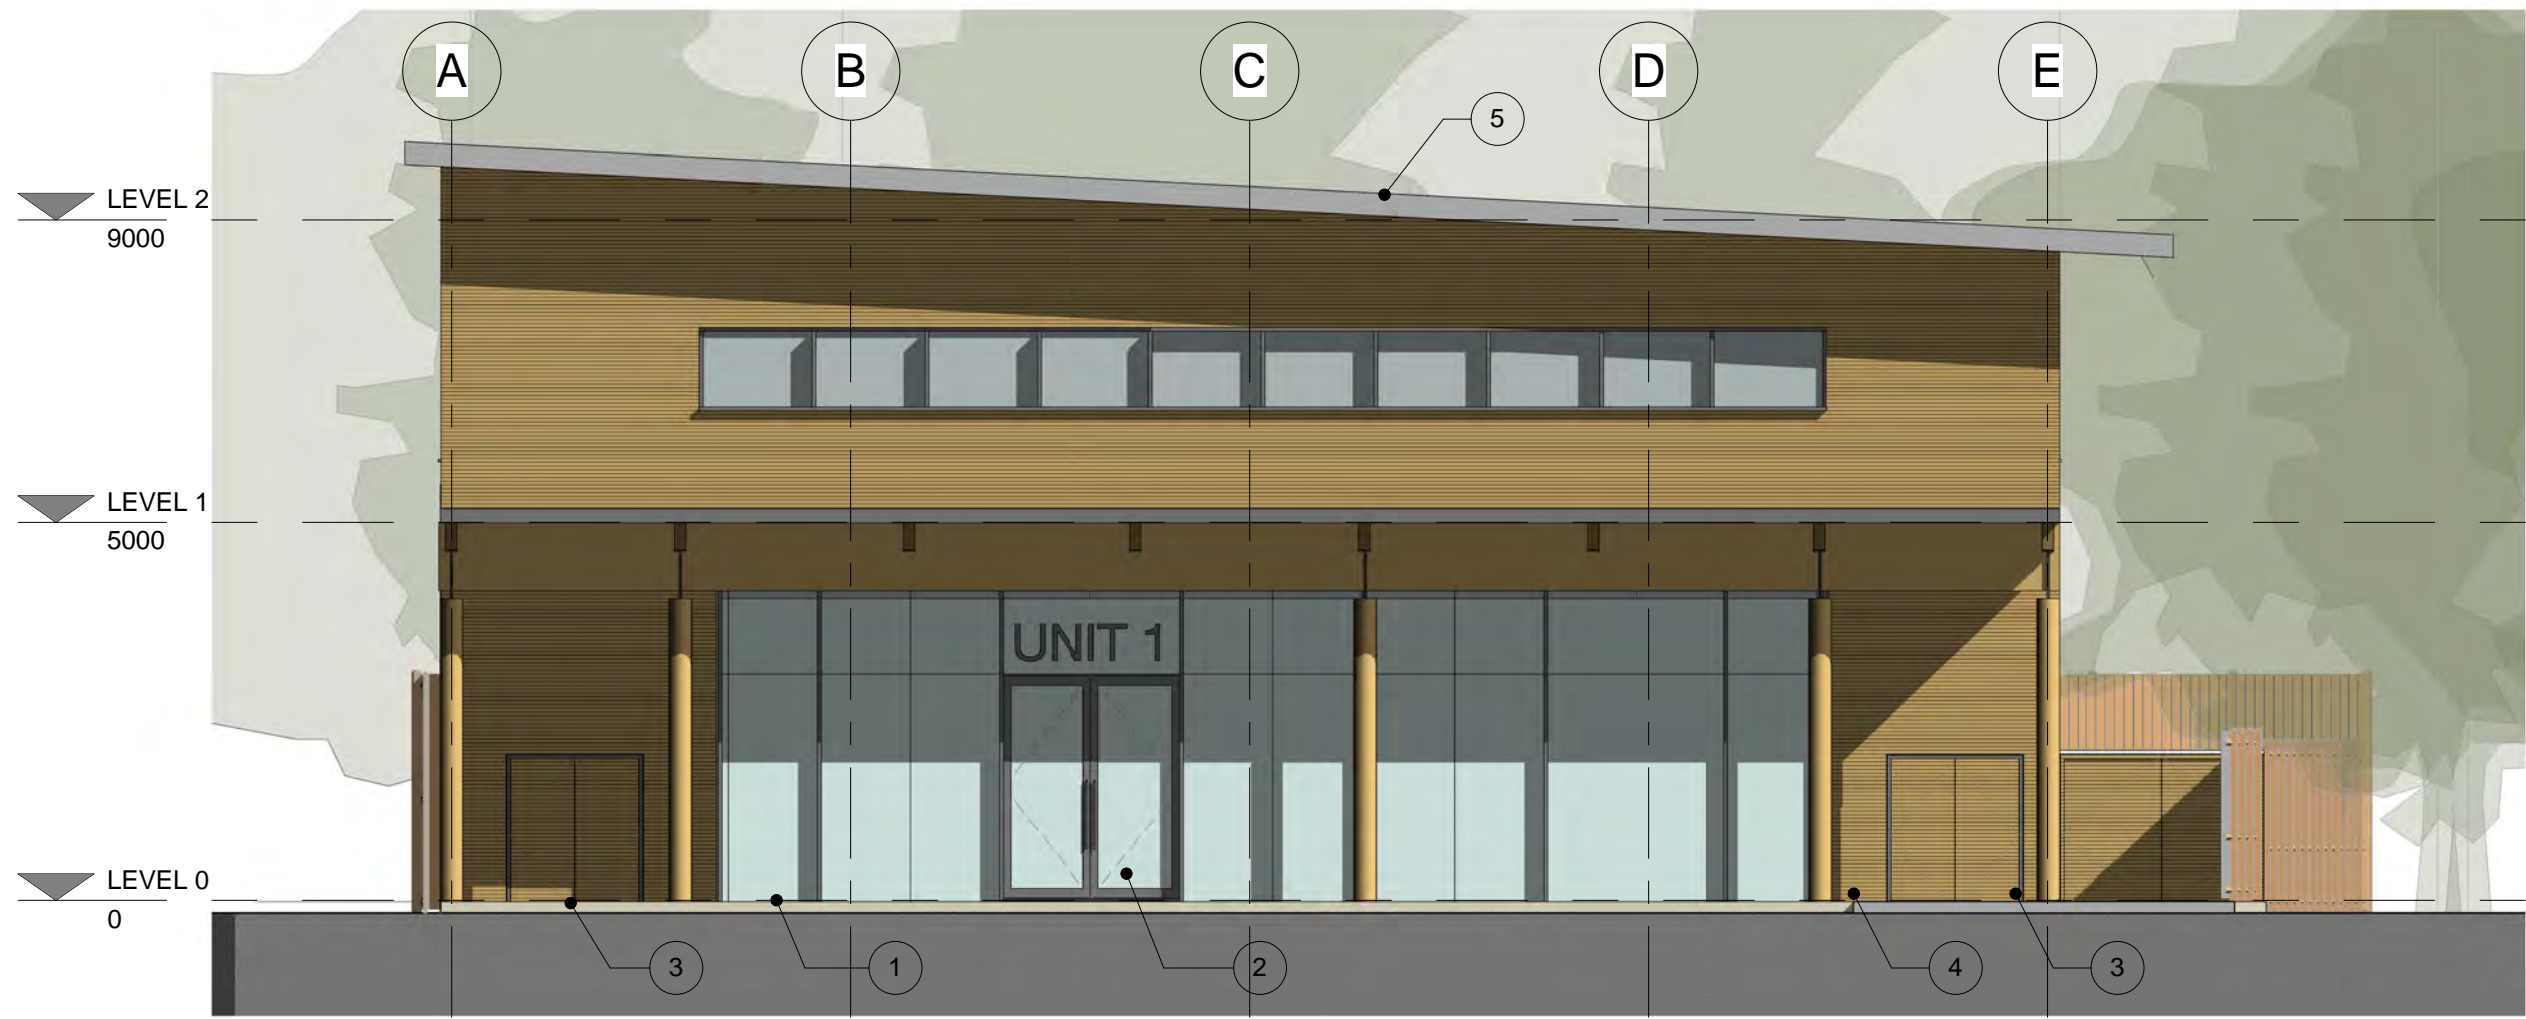 A B C D E
5
LEVEL 2
9000
LEVEL 1
5000
UNIT 1
LEVEL 0
0
3 1 2 4 3